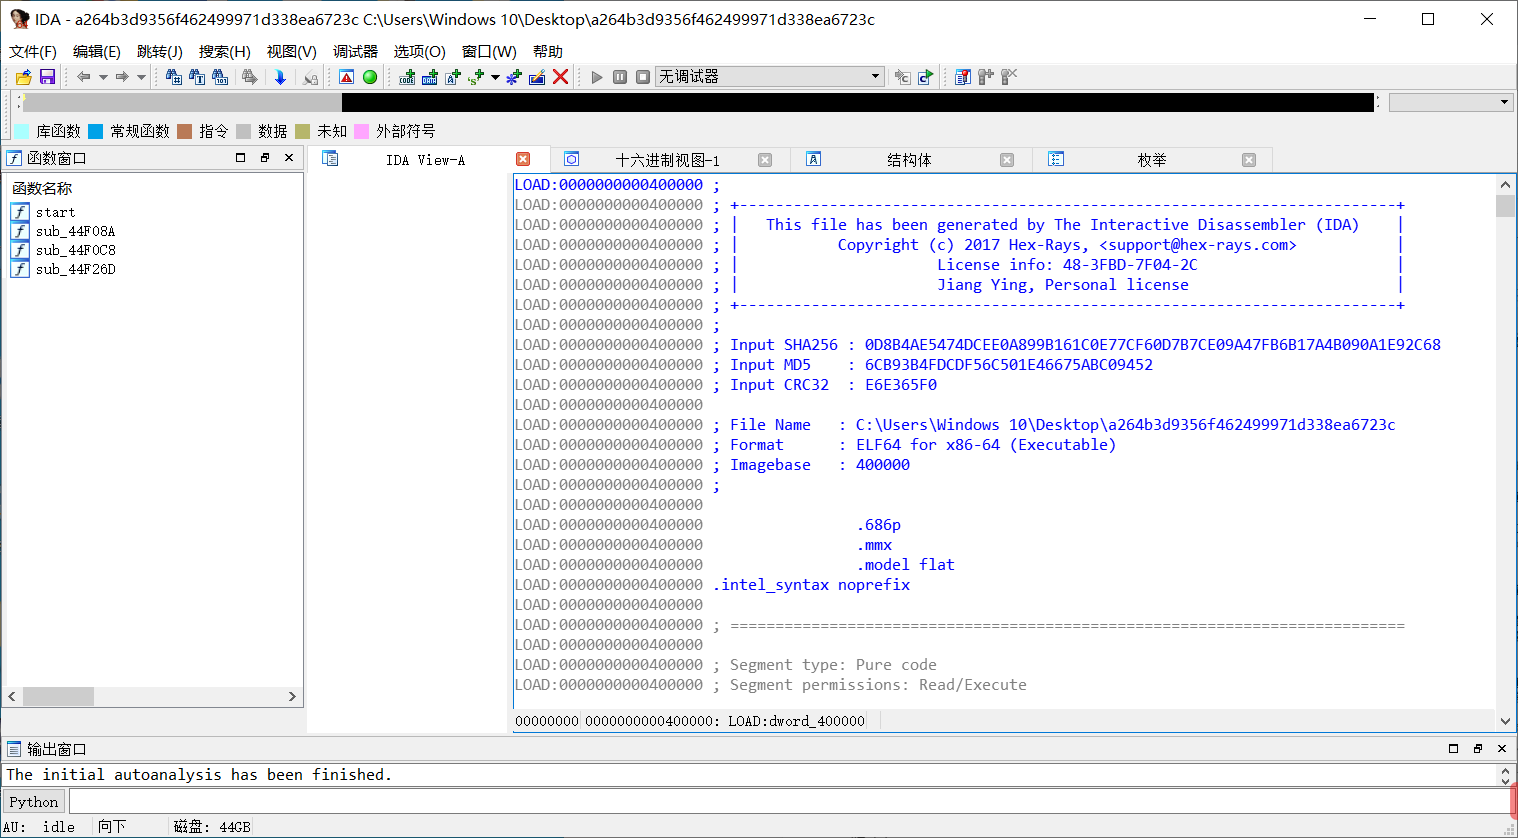 IDA - a264b3d9356f462499971d338ea6723c C:\Users\Windows 10\Desktop\a264b3d9356f462499971d338ea6723c
文件(F) 编辑(E) 跳转(J) 搜索(H) 视图(V) 调试器 选项(O) 窗口(W) 帮助
无调试器
库函数 常规函数 指令 数据 未知 外部符号
函数窗口
IDA View-A 十六进制视图-1 结构体 枚举
函数名称
start
sub_44F08A
sub_44F0C8
sub_44F26D
LOAD:0000000000400000 ;
LOAD:0000000000400000 ; +-------------------------------------------------------------------------+
LOAD:0000000000400000 ; | This file has been generated by The Interactive Disassembler (IDA) |
LOAD:0000000000400000 ; | Copyright (c) 2017 Hex-Rays, <support@hex-rays.com> |
LOAD:0000000000400000 ; | License info: 48-3FBD-7F04-2C |
LOAD:0000000000400000 ; | Jiang Ying, Personal license |
LOAD:0000000000400000 ; +-------------------------------------------------------------------------+
LOAD:0000000000400000 ;
LOAD:0000000000400000 ; Input SHA256 : 0D8B4AE5474DCEE0A899B161C0E77CF60D7B7CE09A47FB6B17A4B090A1E92C68
LOAD:0000000000400000 ; Input MD5 : 6CB93B4FDCDF56C501E46675ABC09452
LOAD:0000000000400000 ; Input CRC32 : E6E365F0
LOAD:0000000000400000
LOAD:0000000000400000 ; File Name : C:\Users\Windows 10\Desktop\a264b3d9356f462499971d338ea6723c
LOAD:0000000000400000 ; Format : ELF64 for x86-64 (Executable)
LOAD:0000000000400000 ; Imagebase : 400000
LOAD:0000000000400000 ;
LOAD:0000000000400000
LOAD:0000000000400000 .686p
LOAD:0000000000400000 .mmx
LOAD:0000000000400000 .model flat
LOAD:0000000000400000 .intel_syntax noprefix
LOAD:0000000000400000
LOAD:0000000000400000 ; ===========================================================================
LOAD:0000000000400000
LOAD:0000000000400000 ; Segment type: Pure code
LOAD:0000000000400000 ; Segment permissions: Read/Execute
00000000 0000000000400000: LOAD:dword_400000
输出窗口
The initial autoanalysis has been finished.
Python
AU: idle 向下 磁盘: 44GB